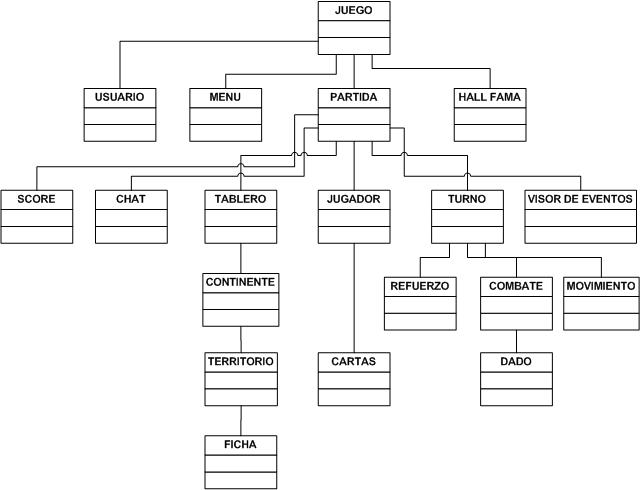 JUEGO
USUARIO
MENU
PARTIDA
HALL FAMA
SCORE
CHAT
TABLERO
JUGADOR
TURNO
VISOR DE EVENTOS
CONTINENTE
REFUERZO
COMBATE
MOVIMIENTO
TERRITORIO
CARTAS
DADO
FICHA